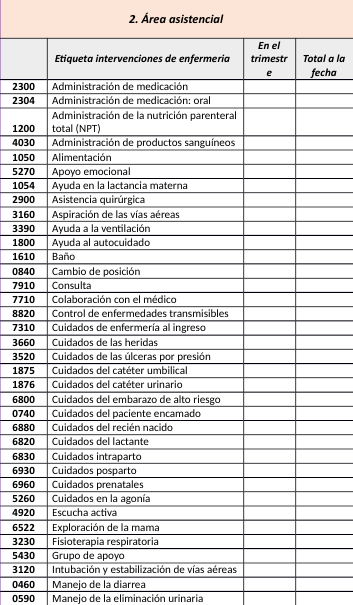 2. Área asistencial
Etiqueta intervenciones de enfermeria
En el
trimestr
e
Total a la
fecha
2300 Administración de medicación
2304 Administración de medicación: oral
1200 Administración de la nutrición parenteral
total (NPT)
4030 Administración de productos sanguíneos
1050 Alimentación
5270 Apoyo emocional
1054 Ayuda en la lactancia materna
2900 Asistencia quirúrgica
3160 Aspiración de las vías aéreas
3390 Ayuda a la ventilación
1800 Ayuda al autocuidado
1610 Baño
0840 Cambio de posición
7910 Consulta
7710 Colaboración con el médico
8820 Control de enfermedades transmisibles
7310 Cuidados de enfermería al ingreso
3660 Cuidados de las heridas
3520 Cuidados de las úlceras por presión
1875 Cuidados del catéter umbilical
1876 Cuidados del catéter urinario
6800 Cuidados del embarazo de alto riesgo
0740 Cuidados del paciente encamado
6880 Cuidados del recién nacido
6820 Cuidados del lactante
6830 Cuidados intraparto
6930 Cuidados posparto
6960 Cuidados prenatales
5260 Cuidados en la agonía
4920 Escucha activa
6522 Exploración de la mama
3230 Fisioterapia respiratoria
5430 Grupo de apoyo
3120 Intubación y estabilización de vías aéreas
0460 Manejo de la diarrea
0590 Manejo de la eliminación urinaria